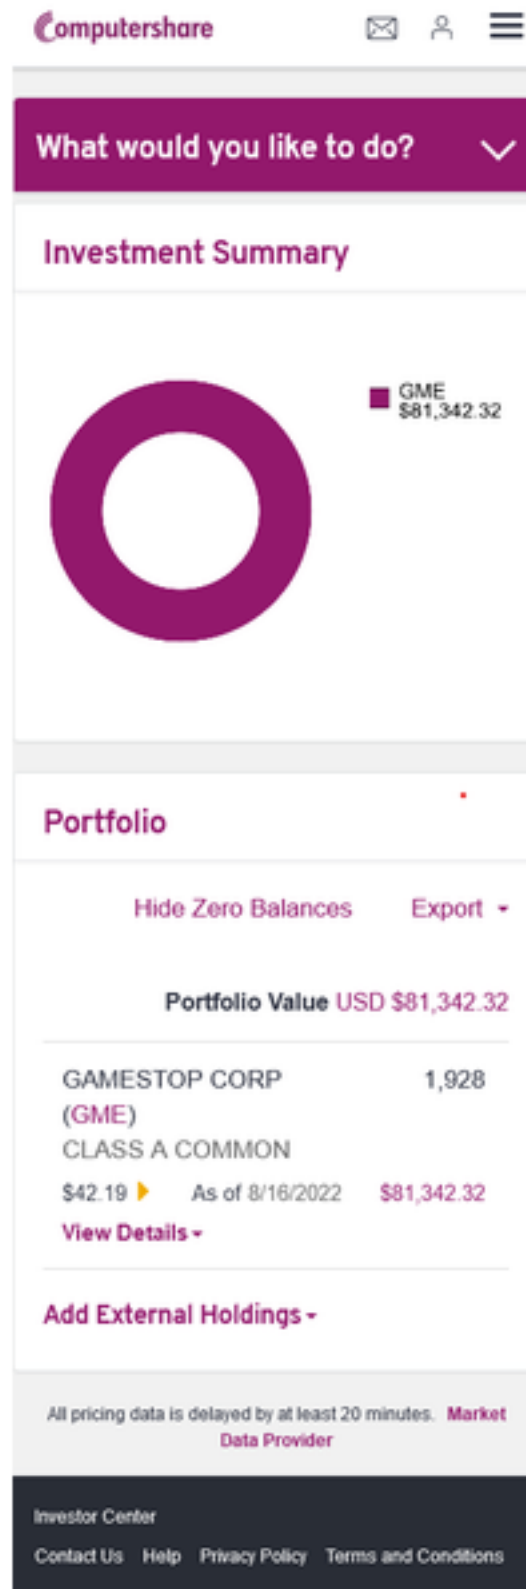 Computershare
What would you like to do?
Investment Summary
GME
$81,342.32
Portfolio
Hide Zero Balances Export
Portfolio Value USD $81,342.32
GAMESTOP CORP 1,928
(GME)
CLASS A COMMON
$42.19 As of 8/16/2022 $81,342.32
View Details
Add External Holdings
All pricing data is delayed by at least 20 minutes. Market
Data Provider
Investor Center
Contact Us Help Privacy Policy Terms and Conditions